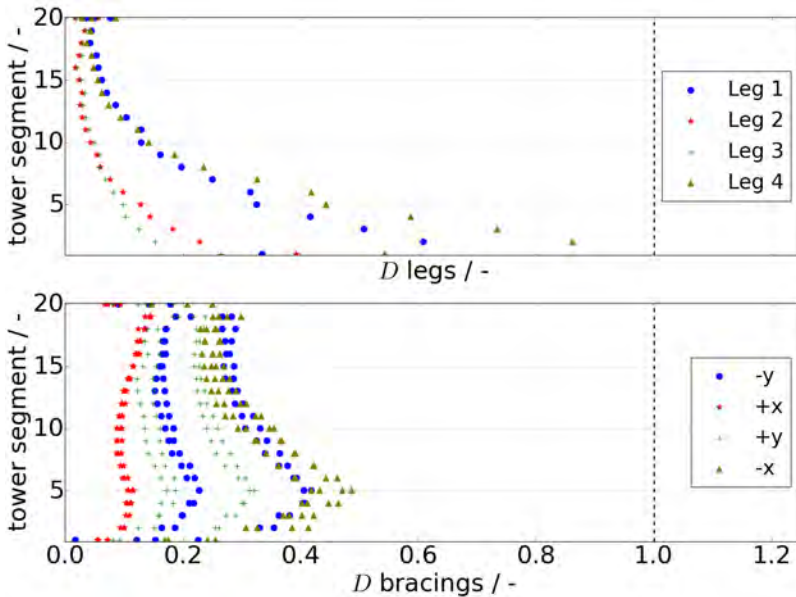 20
15
10
5
tower segment / -
Leg 1
Leg 2
Leg 3
Leg 4
D legs / -
20
15
10
5
tower segment / -
-y
+x
+y
-x
0.0 0.2 0.4 0.6 0.8 1.0 1.2
D bracings / -